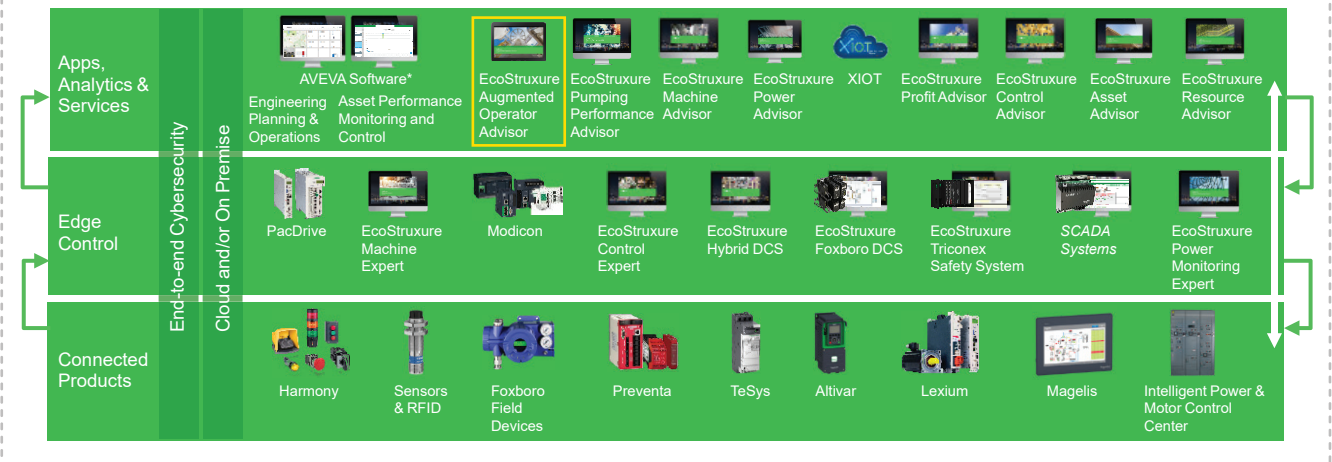 Apps,
Analytics &
Services
End-to-end Cybersecurity
Cloud and/or On Premise
AVEVA Software*
Engineering
Planning &
Operations
Asset Performance
Monitoring and
Control
EcoStruxure
Augmented
Operator
Advisor
EcoStruxure
Pumping
Performance
Advisor
EcoStruxure
Machine
Advisor
EcoStruxure
Power
Advisor
XIOT
XIOT
EcoStruxure
Profit Advisor
EcoStruxure
Control
Advisor
EcoStruxure
Asset
Advisor
EcoStruxure
Resource
Advisor
Edge
Control
PacDrive
EcoStruxure
Machine
Expert
Modicon
EcoStruxure
Control
Expert
EcoStruxure
Hybrid DCS
EcoStruxure
Foxboro DCS
EcoStruxure
Triconex
Safety System
SCADA
Systems
EcoStruxure
Power
Monitoring
Expert
Connected
Products
Harmony
Sensors
& RFID
Foxboro
Field
Devices
Preventa
TeSys
Altivar
Lexium
Magelis
Intelligent Power &
Motor Control
Center